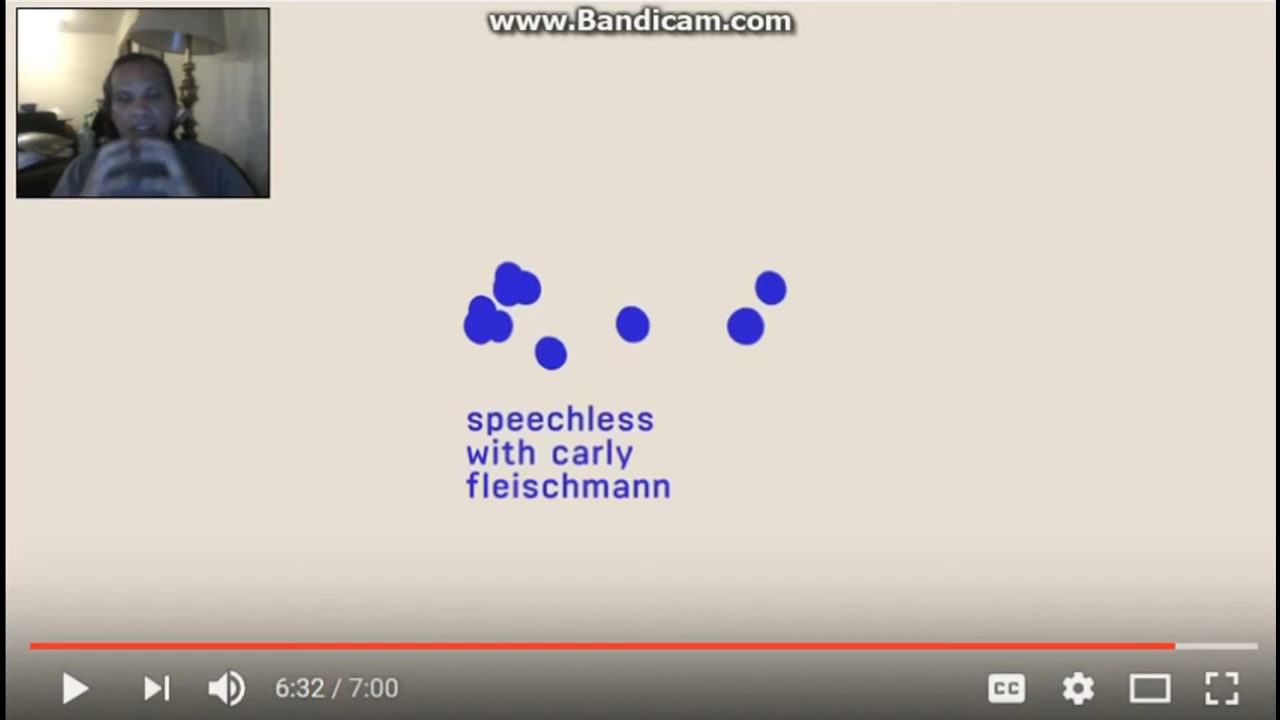 www.Bandicam.com
speechless
with carly
fleischmann
6:32 / 7:00
CC